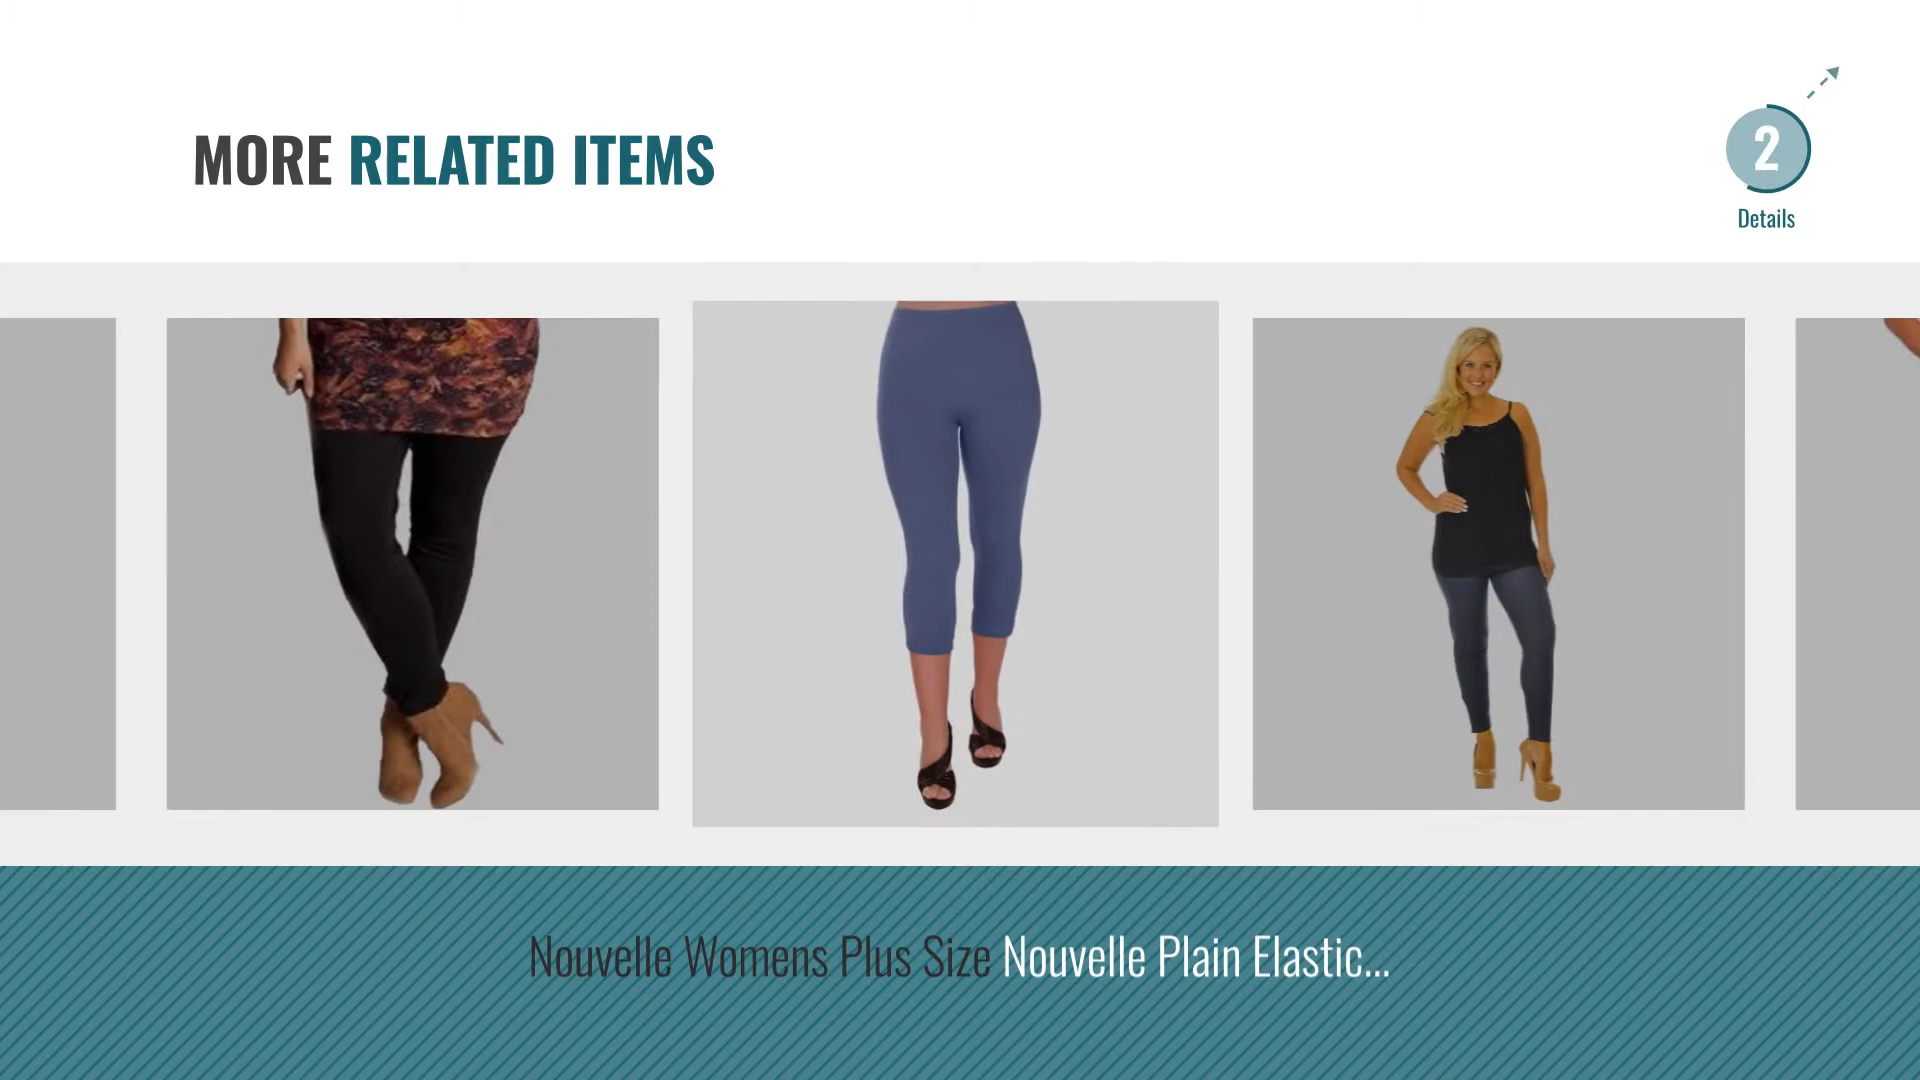 MORE RELATED ITEMS
2
Details
Nouvelle Womens Plus Size Nouvelle Plain Elastic...